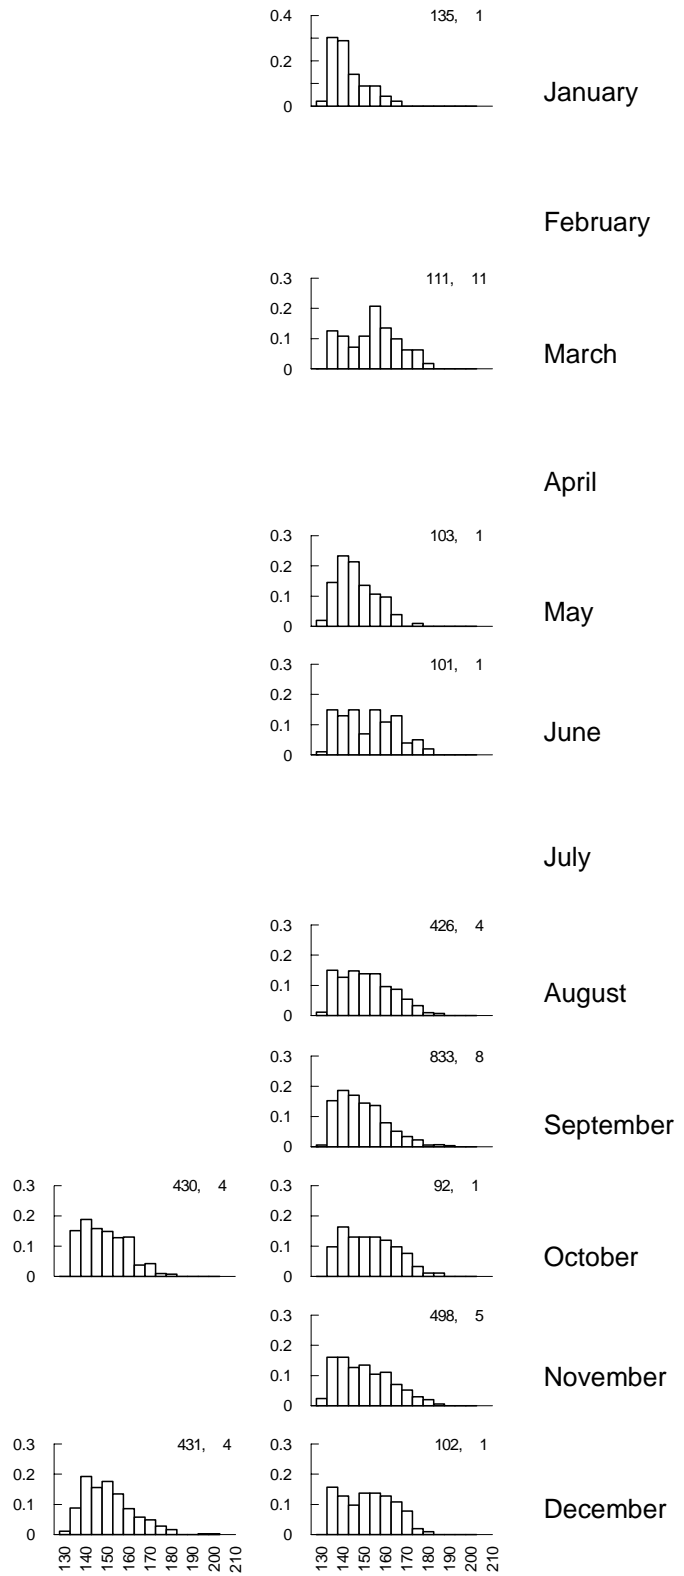 0.4
135, 1
0.2
0
January
February
0.3
111, 11
0.2
0.1
0
March
April
0.3
103, 1
0.2
0.1
0
May
0.3
101, 1
0.2
0.1
0
June
July
0.3
426, 4
0.2
0.1
0
August
0.3
833, 8
0.2
0.1
0
September
0.3 430, 4 0.3 92, 1
0.2 0.2
0.1 0.1
0 0
October
0.3
498, 5
0.2
0.1
0
November
0.3 431, 4 0.3 102, 1
0.2 0.2
0.1 0.1
0 0
December
130 140 150 160 170 180 190 200 210 130 140 150 160 170 180 190 200 210